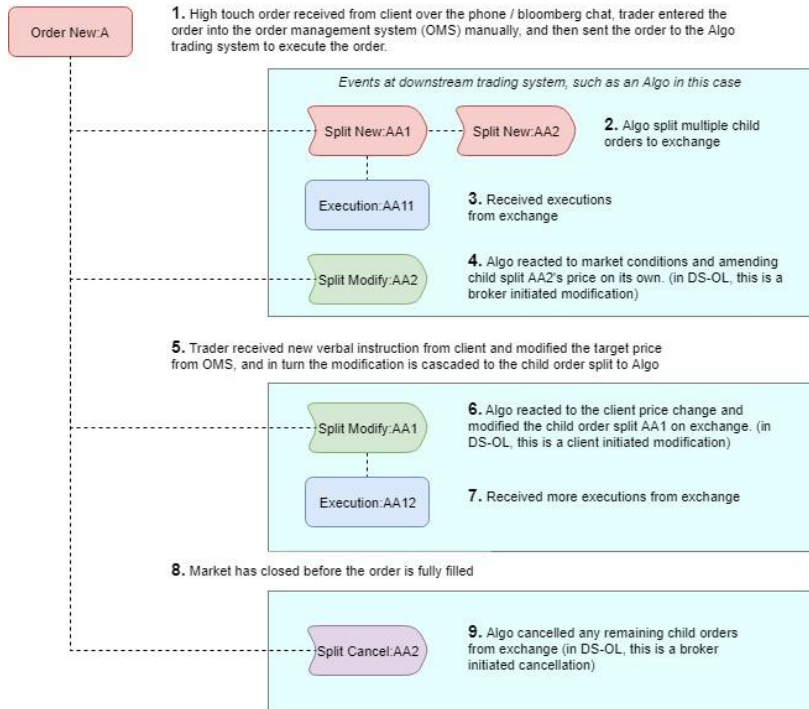 1. High touch order received from client over the phone / bloomberg chat, trader entered the
order into the order management system (OMS) manually, and then sent the order to the Algo
trading system to execute the order.
Order New:A
Events at downstream trading system, such as an Algo in this case
Split New:AA1
Split New:AA2
2. Algo split multiple child
orders to exchange
Execution:AA11
3. Received executions
from exchange
Split Modify:AA2
4. Algo reacted to market conditions and amending
child split AA2's price on its own. (in DS-OL, this is a
broker initiated modification)
5. Trader received new verbal instruction from client and modified the target price
from OMS, and in turn the modification is cascaded to the child order split to Algo
Split Modify:AA1
6. Algo reacted to the client price change and
modified the child order split AA1 on exchange. (in
DS-OL, this is a client initiated modification)
Execution:AA12
7. Received more executions from exchange
8. Market has closed before the order is fully filled
Split Cancel:AA2
9. Algo cancelled any remaining child orders
from exchange (in DS-OL, this is a broker
initiated cancellation)